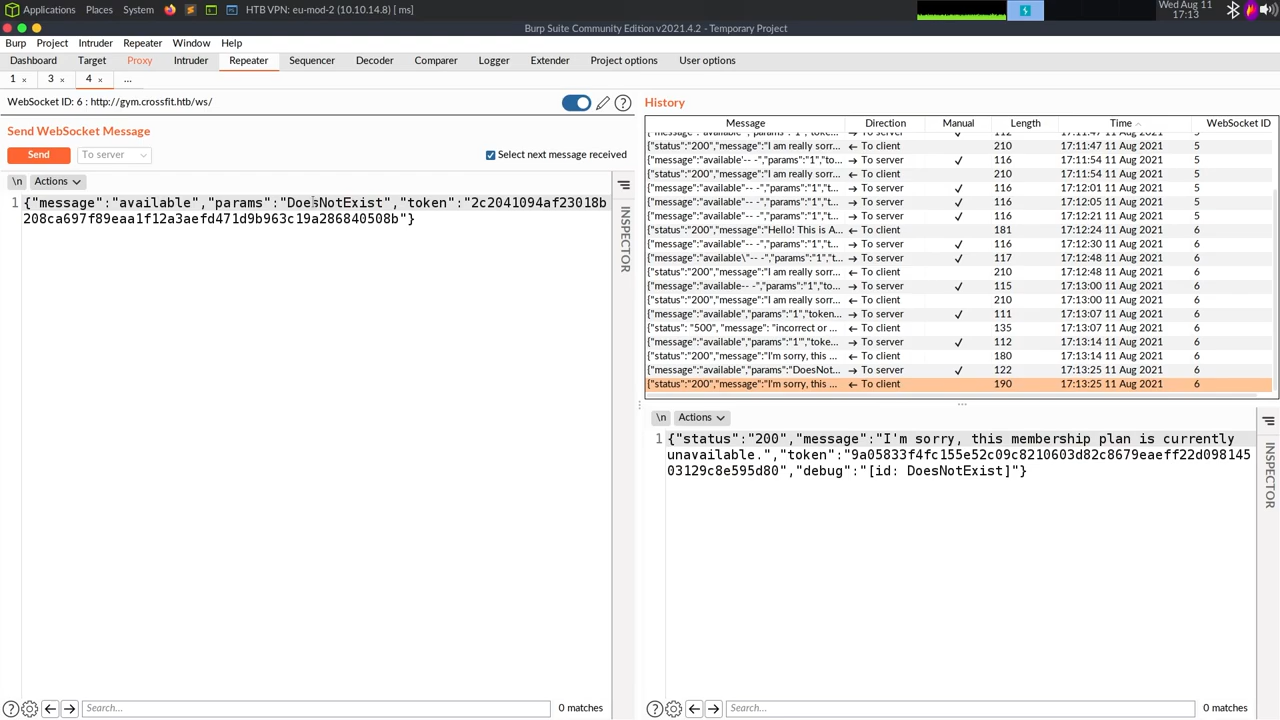 Applications Places System HTB VPN: eu-mod-2 (10.10.14.8) [ ms] Wed Aug 11
17:13
Burp Suite Community Edition v2021.4.2 - Temporary Project
Burp Project Intruder Repeater Window Help
Dashboard Target Proxy Intruder Repeater Sequencer Decoder Comparer Logger Extender Project options User options
1 × 3 × 4 × ...
WebSocket ID: 6 : http://gym.crossfit.htb/ws/
Send WebSocket Message
Send To server Select next message received
\n Actions
1 {"message":"available","params":"DoesNotExist","token":"2c2041094af23018b
208ca697f89eaa1f12a3aefd471d9b963c19a286840508b"}
INSPECTOR
? Search... 0 matches
History
Message Direction Manual Length Time WebSocket ID
{"message":"available","params":"1","toke... → To server ✓ 112 17:11:47 11 Aug 2021 5
{"status":"200","message":"I am really sorr... ← To client 210 17:11:47 11 Aug 2021 5
{"message":"available'-- -","params":"1","to... → To server ✓ 116 17:11:54 11 Aug 2021 5
{"status":"200","message":"I am really sorr... ← To client 210 17:11:54 11 Aug 2021 5
{"message":"available'-- -","params":"1","t... → To server ✓ 116 17:12:01 11 Aug 2021 5
{"message":"available'-- -","params":"1","t... → To server ✓ 116 17:12:05 11 Aug 2021 5
{"message":"available'-- -","params":"1","t... → To server ✓ 116 17:12:21 11 Aug 2021 5
{"status":"200","message":"Hello! This is A... ← To client 181 17:12:24 11 Aug 2021 6
{"message":"available"-- -","params":"1","t... → To server ✓ 116 17:12:30 11 Aug 2021 6
{"message":"available\"-- -","params":"1","t... → To server ✓ 117 17:12:48 11 Aug 2021 6
{"status":"200","message":"I am really sorr... ← To client 210 17:12:48 11 Aug 2021 6
{"message":"available-- -","params":"1","to... → To server ✓ 115 17:13:00 11 Aug 2021 6
{"status":"200","message":"I am really sorr... ← To client 210 17:13:00 11 Aug 2021 6
{"message":"available","params":"1","token... → To server ✓ 111 17:13:07 11 Aug 2021 6
{"status": "500", "message": "incorrect or ... ← To client 135 17:13:07 11 Aug 2021 6
{"message":"available","params":"1'","toke... → To server ✓ 112 17:13:14 11 Aug 2021 6
{"status":"200","message":"I'm sorry, this ... ← To client 180 17:13:14 11 Aug 2021 6
{"message":"available","params":"DoesNot... → To server ✓ 122 17:13:25 11 Aug 2021 6
{"status":"200","message":"I'm sorry, this ... ← To client 190 17:13:25 11 Aug 2021 6
\n Actions
1 {"status":"200","message":"I'm sorry, this membership plan is currently
unavailable.","token":"9a05833f4fc155e52c09c8210603d82c8679eaeff22d098145
03129c8e595d80","debug":"[id: DoesNotExist]"}
INSPECTOR
? Search... 0 matches